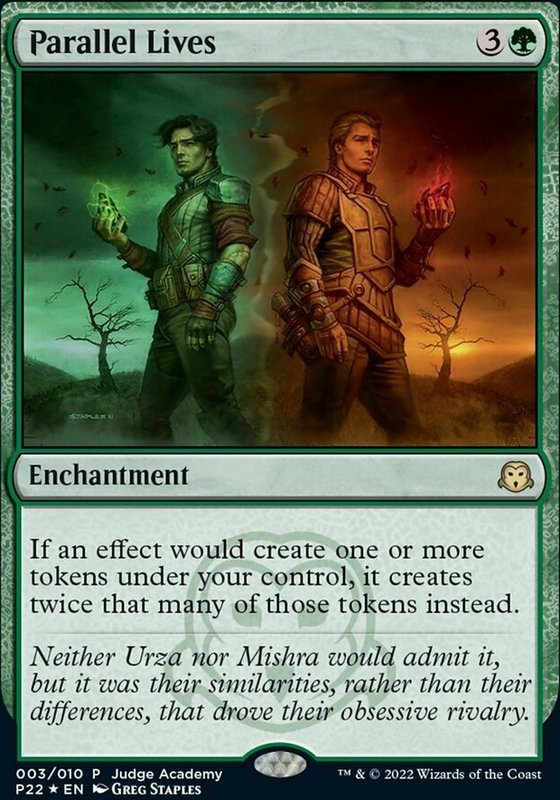 Parallel Lives 3
STAPLES
Enchantment
If an effect would create one or more
tokens under your control, it creates
twice that many of those tokens instead.
Neither Urza nor Mishra would admit it,
but it was their similarities, rather than their
differences, that drove their obsessive rivalry.
003/010 P Judge Academy
P22 ★ EN Greg Staples
™ & © 2022 Wizards of the Coast